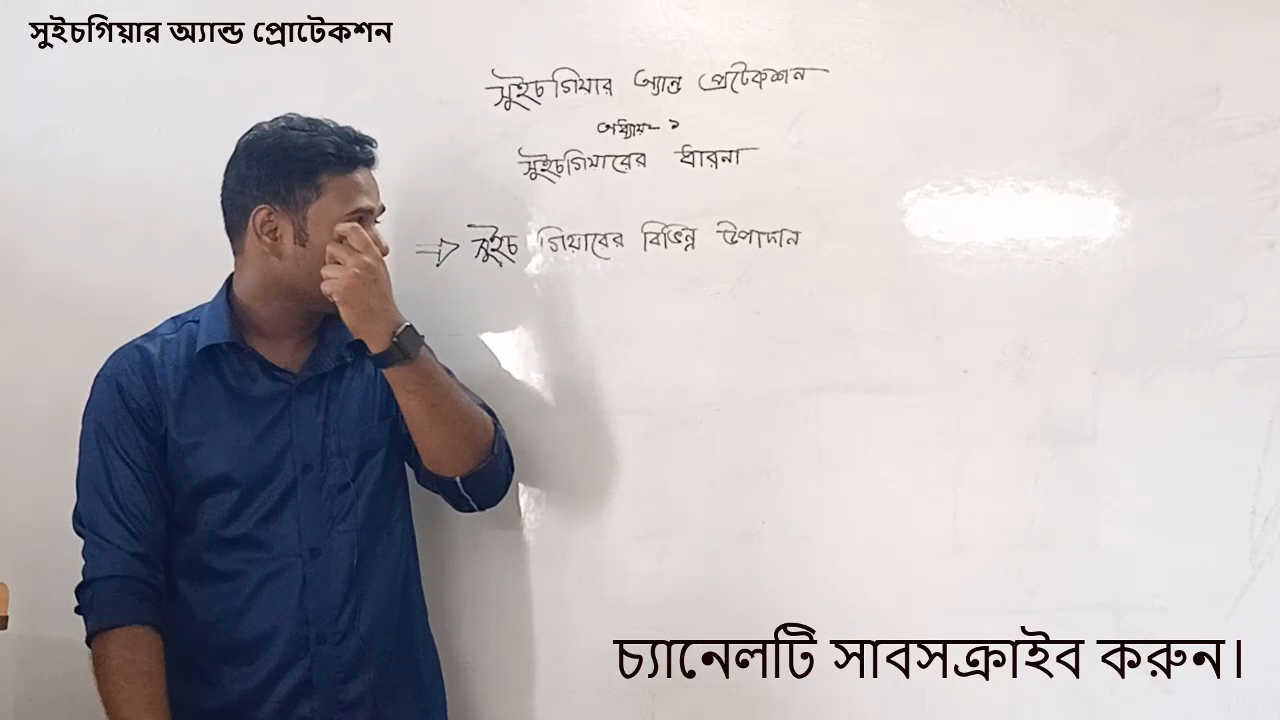 সুইচগিয়ার অ্যান্ড প্রোটেকশন
সুইচগিয়ার অ্যান্ড প্রটেকশন
অধ্যায়- ১
সুইচগিয়ারের ধারনা
⇒ সুইচ গিয়ারের বিভিন্ন উপাদান
চ্যানেলটি সাবসক্রাইব করুন।